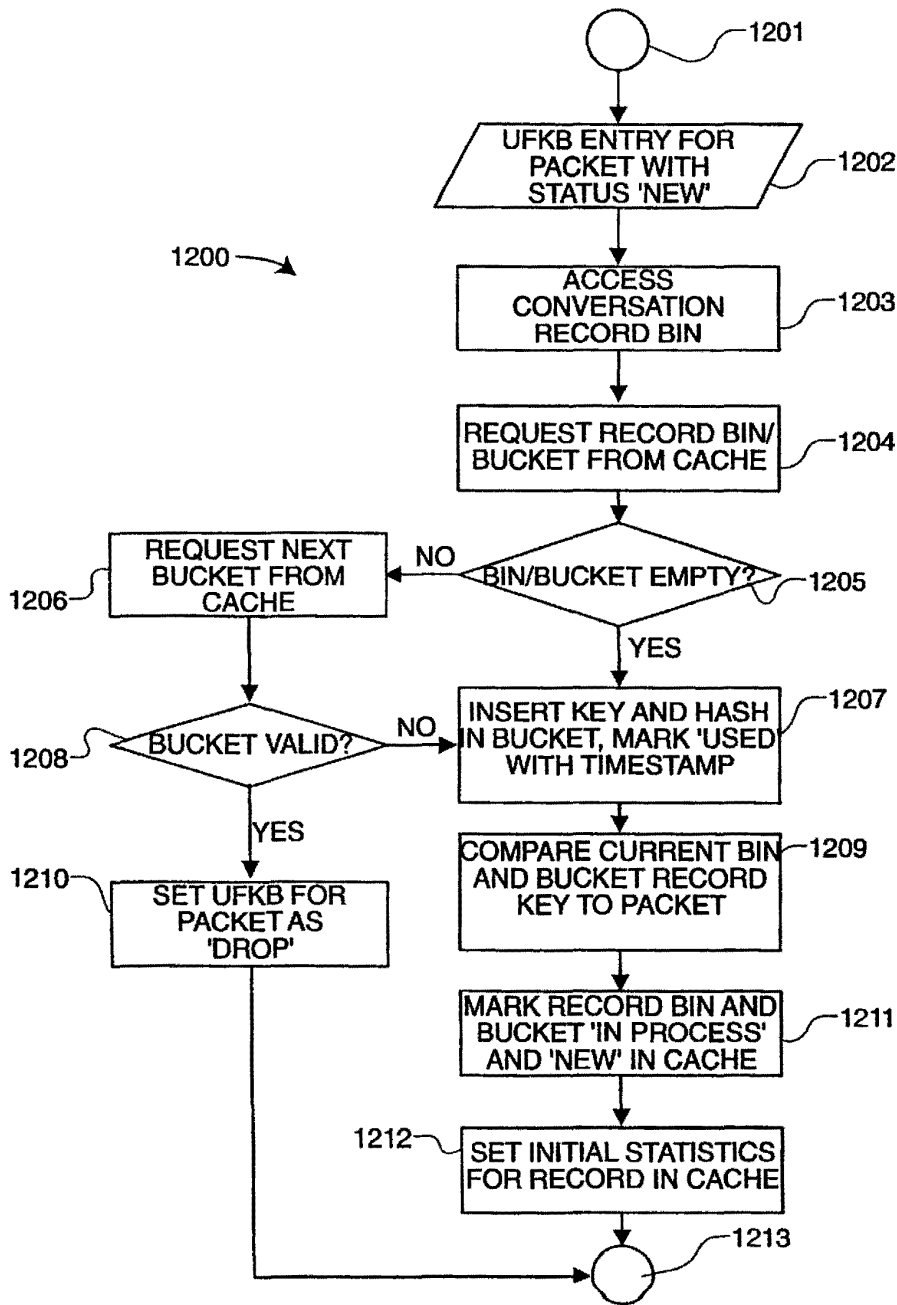 1201
UFKB ENTRY FOR
PACKET WITH
STATUS 'NEW'
1202
1200
ACCESS
CONVERSATION
RECORD BIN
1203
REQUEST RECORD BIN/
BUCKET FROM CACHE
1204
REQUEST NEXT
BUCKET FROM
CACHE
1206
NO
BIN/BUCKET EMPTY?
1205
YES
INSERT KEY AND HASH
IN BUCKET, MARK 'USED
WITH TIMESTAMP
1207
BUCKET VALID?
1208
NO
YES
COMPARE CURRENT BIN
AND BUCKET RECORD
KEY TO PACKET
1209
1210
SET UFKB FOR
PACKET AS
'DROP'
MARK RECORD BIN AND
BUCKET 'IN PROCESS'
AND 'NEW' IN CACHE
1211
1212
SET INITIAL STATISTICS
FOR RECORD IN CACHE
1213